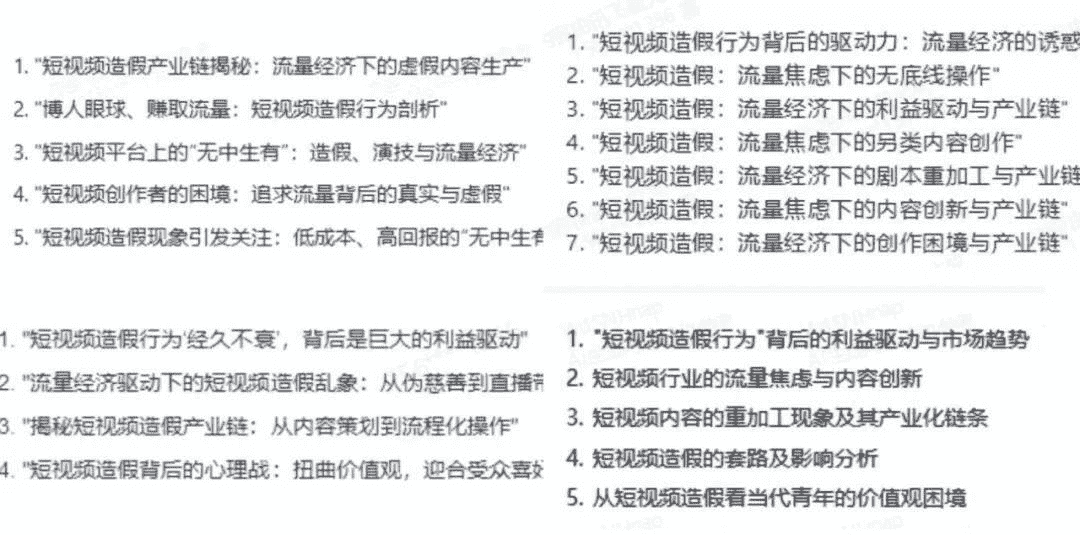 1. "短视频造假产业链揭秘：流量经济下的虚假内容生产"
2. "博人眼球、赚取流量：短视频造假行为剖析"
3. "短视频平台上的“无中生有”：造假、演技与流量经济"
4. "短视频创作者的困境：追求流量背后的真实与虚假"
5. "短视频造假现象引发关注：低成本、高回报的“无中生有
1. "短视频造假行为背后的驱动力：流量经济的诱惑
2. "短视频造假：流量焦虑下的无底线操作"
3. "短视频造假：流量经济下的利益驱动与产业链"
4. "短视频造假：流量焦虑下的另类内容创作"
5. "短视频造假：流量经济下的剧本重加工与产业链
6. "短视频造假：流量焦虑下的内容创新与产业链"
7. "短视频造假：流量经济下的创作困境与产业链"
1. "短视频造假行为‘经久不衰’，背后是巨大的利益驱动"
2. "流量经济驱动下的短视频造假乱象：从伪慈善到直播带
3. "揭秘短视频造假产业链：从内容策划到流程化操作"
4. "短视频造假背后的心理战：扭曲价值观，迎合受众喜好
1. "短视频造假行为"背后的利益驱动与市场趋势
2. 短视频行业的流量焦虑与内容创新
3. 短视频内容的重加工现象及其产业化链条
4. 短视频造假的套路及影响分析
5. 从短视频造假看当代青年的价值观困境